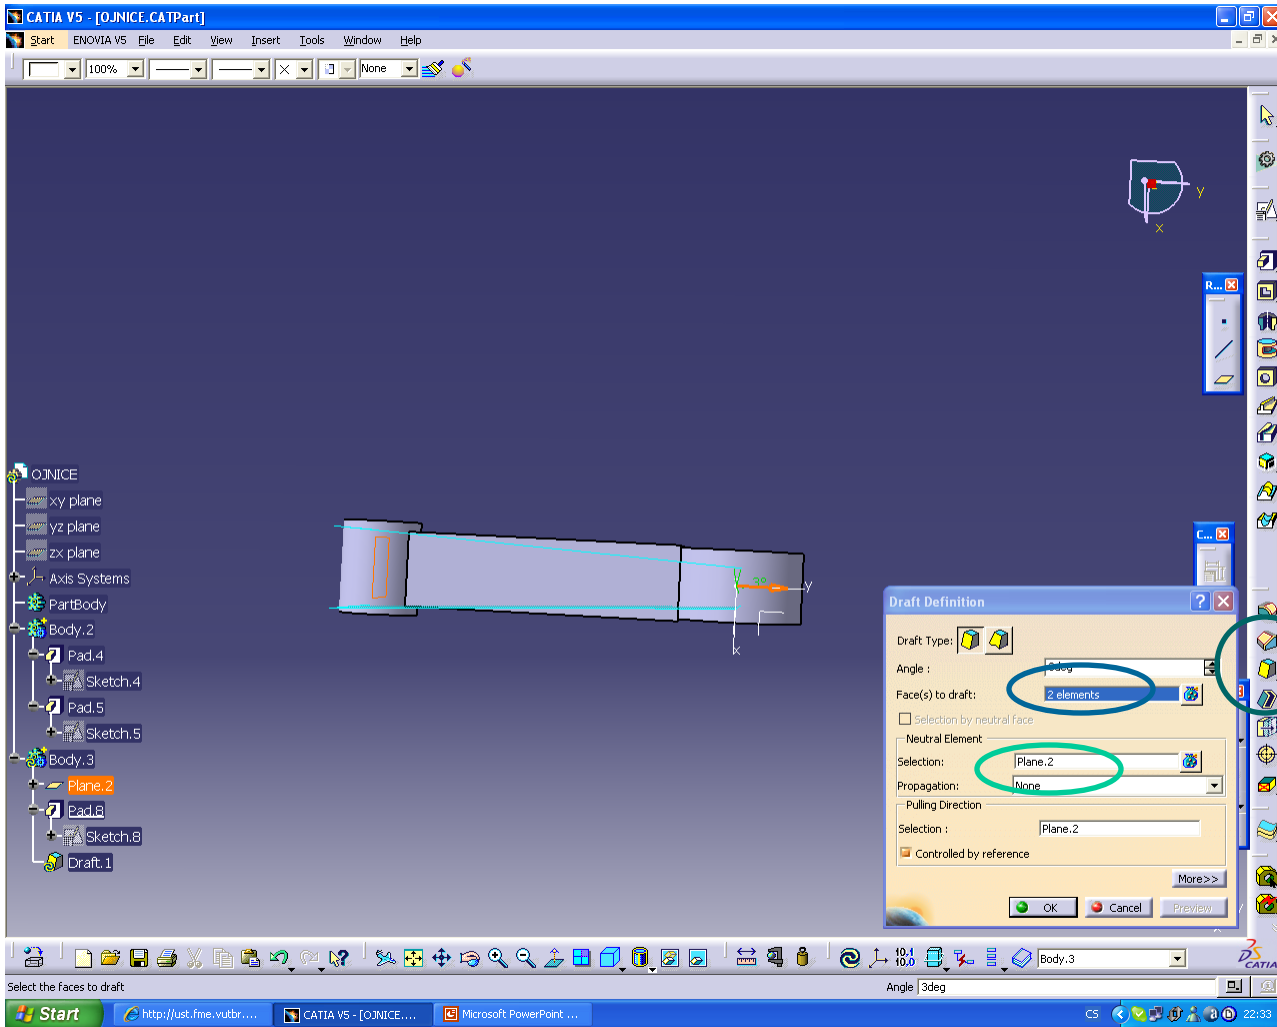 CATIA V5 - [OJNICE.CATPart]
Start ENOVIA V5 File Edit View Insert Tools Window Help
100% None
y
x
R...
OJNICE
xy plane
yz plane
zx plane
Axis Systems
PartBody
Body.2
Pad.4
Sketch.4
Pad.5
Sketch.5
Body.3
Plane.2
Pad.8
Sketch.8
Draft.1
3°
y
x
C...
Draft Definition
Draft Type:
Angle : 3deg
Face(s) to draft: 2 elements
Selection by neutral face
Neutral Element
Selection: Plane.2
Propagation: None
Pulling Direction
Selection : Plane.2
Controlled by reference
More>>
OK Cancel Preview
Body.3
CATIA
Select the faces to draft Angle 3deg
Start http://ust.fme.vutbr.... CATIA V5 - [OJNICE.... Microsoft PowerPoint ... CS 22:33